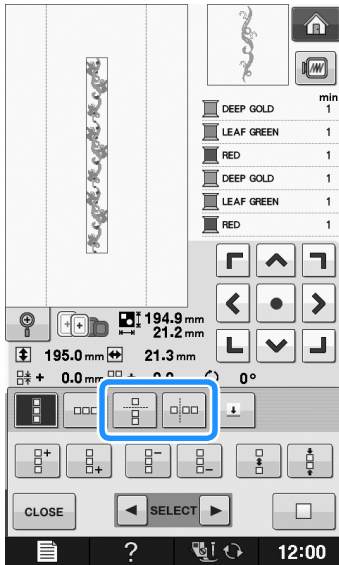 min
DEEP GOLD 1
LEAF GREEN 1
RED 1
DEEP GOLD 1
LEAF GREEN 1
RED 1
194.9 mm
21.2 mm
195.0 mm 21.3 mm
+ 0.0 mm + 0° 
CLOSE SELECT
? 12:00